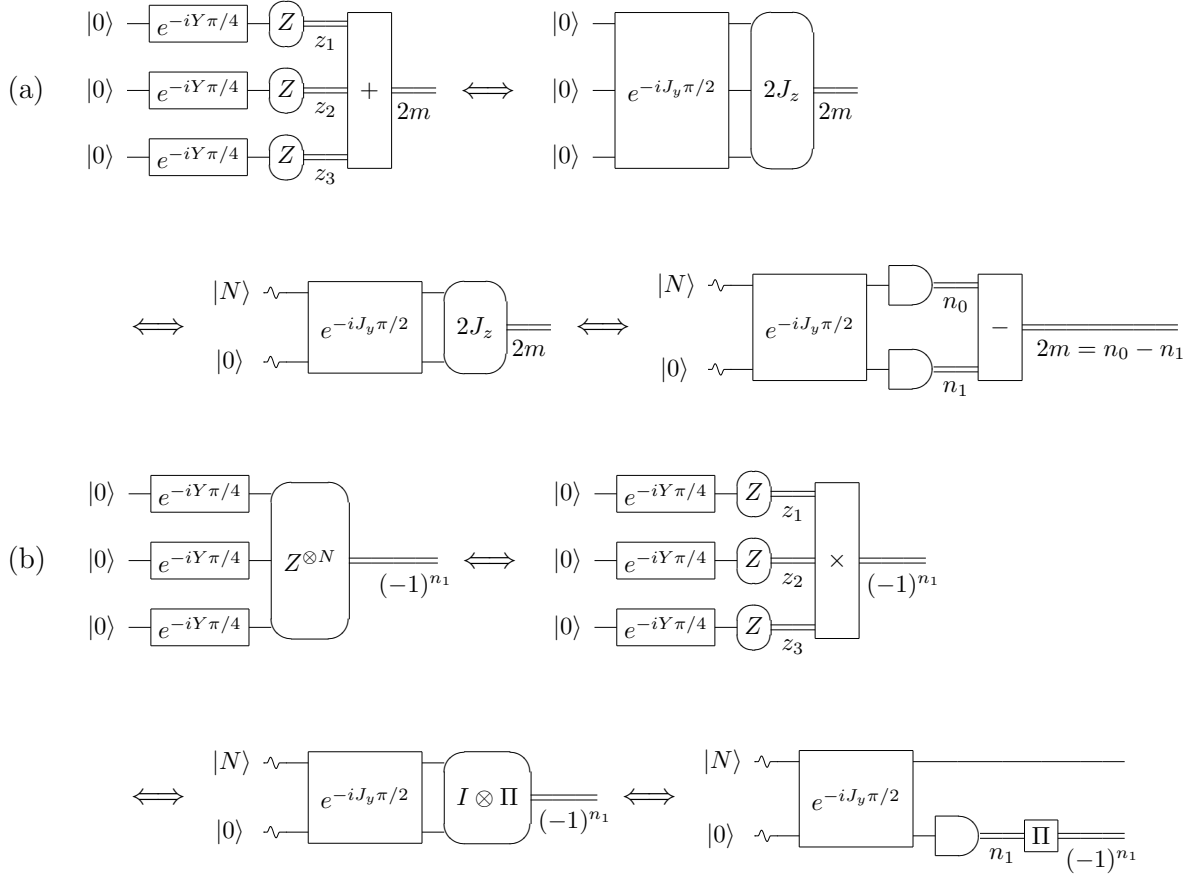 |0⟩ e^{-iYπ/4} Z z_1
(a) |0⟩ e^{-iYπ/4} Z z_2 + 2m ⟺ |0⟩ e^{-iJ_yπ/2} 2J_z 2m
|0⟩ e^{-iYπ/4} Z z_3
|0⟩
|0⟩
|N⟩ |N⟩ n_0
⟺ e^{-iJ_yπ/2} 2J_z 2m ⟺ e^{-iJ_yπ/2} − 2m = n_0 − n_1
|0⟩ |0⟩ n_1
|0⟩ e^{-iYπ/4} |0⟩ e^{-iYπ/4} Z z_1
(b) |0⟩ e^{-iYπ/4} Z^{⊗N} (−1)^{n_1} ⟺ |0⟩ e^{-iYπ/4} Z z_2 × (−1)^{n_1}
|0⟩ e^{-iYπ/4} |0⟩ e^{-iYπ/4} Z z_3
|N⟩ |N⟩
⟺ e^{-iJ_yπ/2} I ⊗ Π (−1)^{n_1} ⟺ e^{-iJ_yπ/2}
|0⟩ |0⟩ n_1 Π (−1)^{n_1}